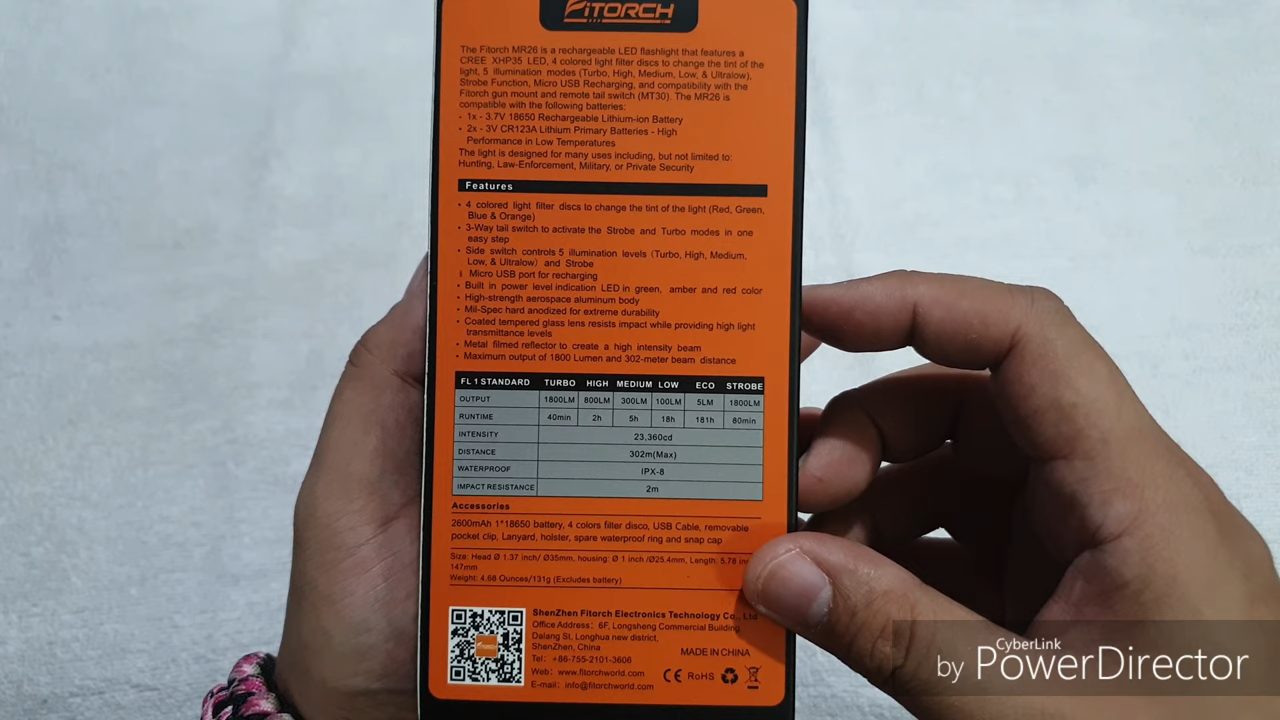 FiTORCH
The Fitorch MR26 is a rechargeable LED flashlight that features a
CREE XHP35 LED, 4 colored light filter discs to change the tint of the
light, 5 illumination modes (Turbo, High, Medium, Low, & Ultralow),
Strobe Function, Micro USB Recharging, and compatibility with the
Fitorch gun mount and remote tail switch (MT30). The MR26 is
compatible with the following batteries:
• 1x - 3.7V 18650 Rechargeable Lithium-ion Battery
• 2x - 3V CR123A Lithium Primary Batteries - High
Performance in Low Temperatures
The light is designed for many uses including, but not limited to:
Hunting, Law-Enforcement, Military, or Private Security
Features
• 4 colored light filter discs to change the tint of the light (Red, Green,
Blue & Orange)
• 3-Way tail switch to activate the Strobe and Turbo modes in one
easy step
• Side switch controls 5 illumination levels (Turbo, High, Medium,
Low, & Ultralow) and Strobe
Micro USB port for recharging
• Built in power level indication LED in green, amber and red color
• High-strength aerospace aluminum body
• Mil-Spec hard anodized for extreme durability
• Coated tempered glass lens resists impact while providing high light
transmittance levels
• Metal filmed reflector to create a high intensity beam
• Maximum output of 1800 Lumen and 302-meter beam distance
FL 1 STANDARD TURBO HIGH MEDIUM LOW ECO STROBE
OUTPUT 1800LM 800LM 300LM 100LM 5LM 1800LM
RUNTIME 40min 2h 5h 18h 181h 80min
INTENSITY 23,360cd
DISTANCE 302m(Max)
WATERPROOF IPX-8
IMPACT RESISTANCE 2m
Accessories
2600mAh 1*18650 battery, 4 colors filter disco, USB Cable, removable
pocket clip, Lanyard, holster, spare waterproof ring and snap cap
Size: Head Ø 1.37 inch/ Ø35mm, housing: Ø 1 inch /Ø25.4mm, Length: 5.78
147mm
Weight: 4.68 Ounces/131g (Excludes battery)
ShenZhen Fitorch Electronics Technology Co., Ltd
Office Address: 6F, Longsheng Commercial Building
Dalang St, Longhua new district,
ShenZhen, China
Tel: +86-755-2101-3606
MADE IN CHINA
Web: www.fitorchworld.com
CE RoHS
E-mail: info@fitorchworld.com
by CyberLink PowerDirector